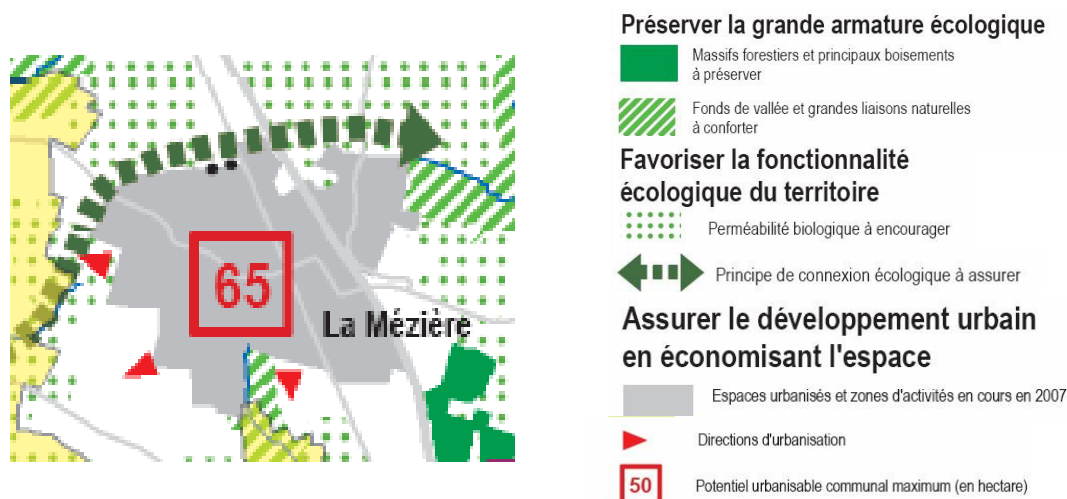 65
La Mézière
Préserver la grande armature écologique
Massifs forestiers et principaux boisements
à préserver
Fonds de vallée et grandes liaisons naturelles
à conforter
Favoriser la fonctionnalité
écologique du territoire
Perméabilité biologique à encourager
Principe de connexion écologique à assurer
Assurer le développement urbain
en économisant l'espace
Espaces urbanisés et zones d'activités en cours en 2007
Directions d'urbanisation
50
Potentiel urbanisable communal maximum (en hectare)